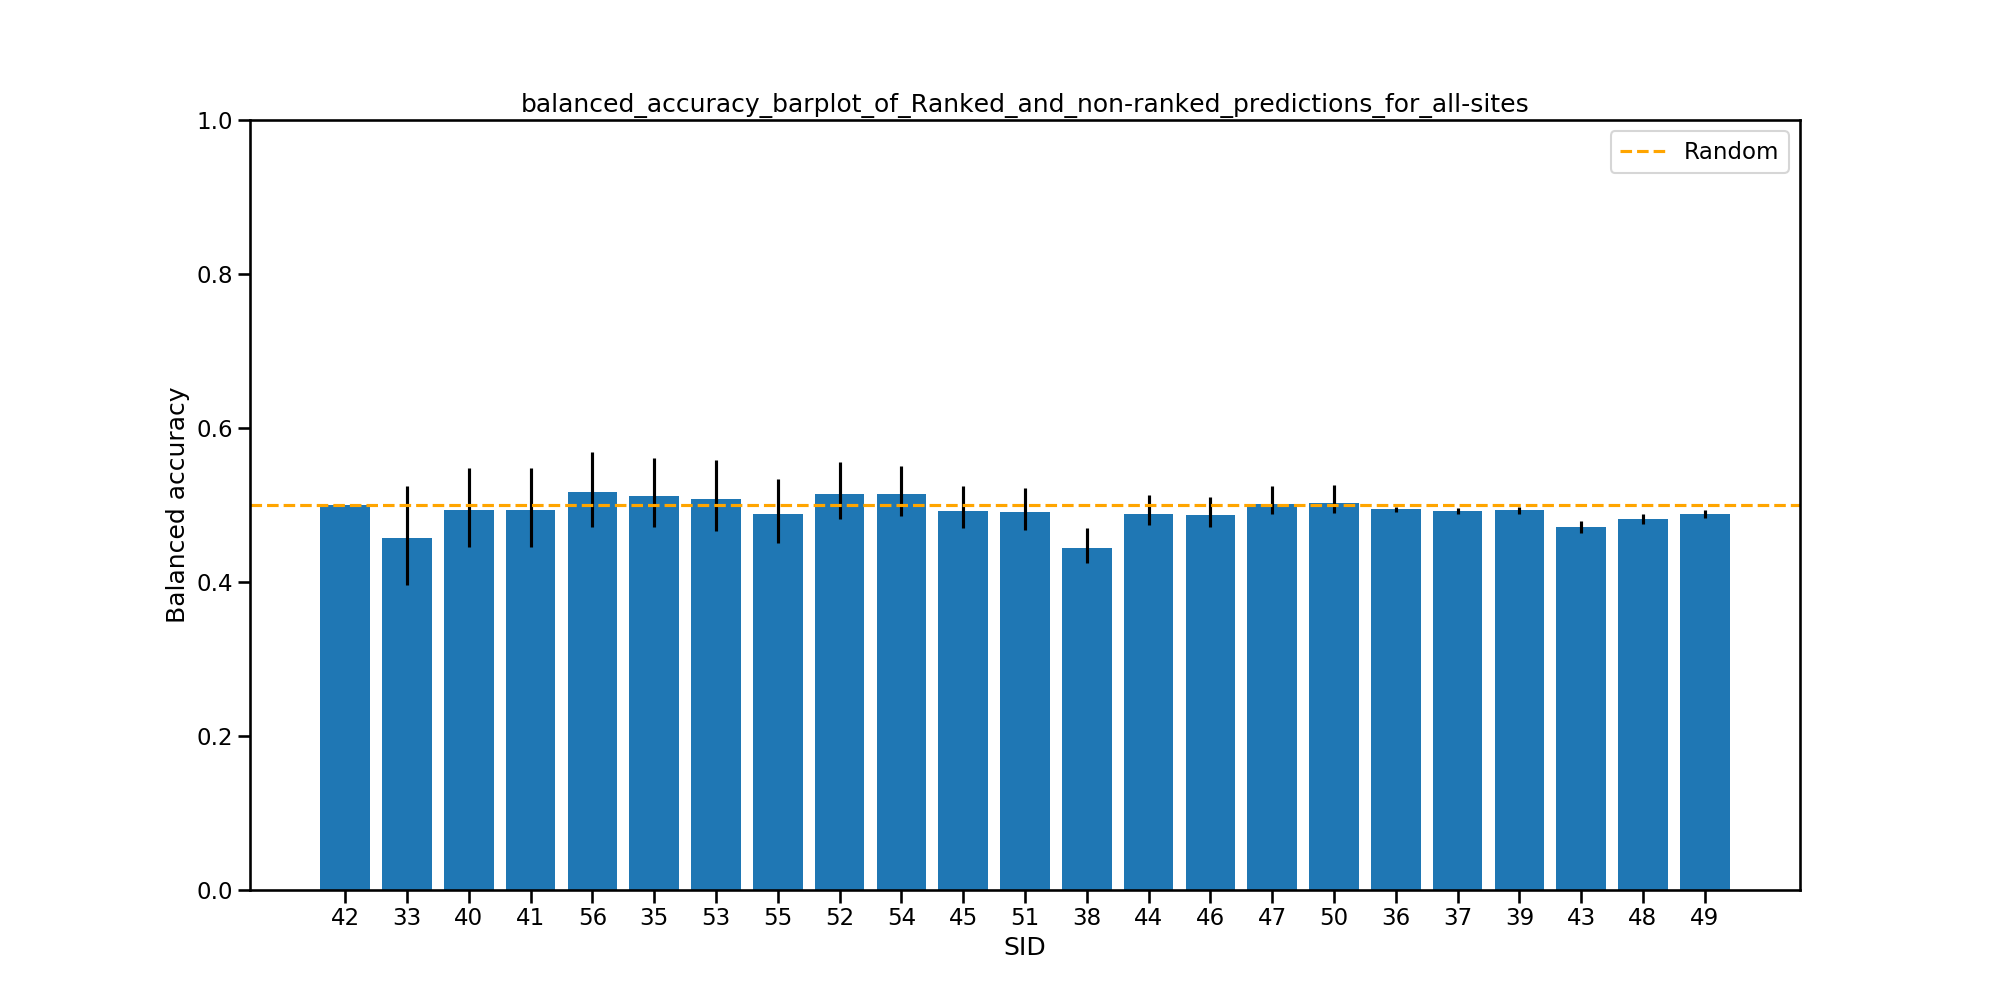 balanced_accuracy_barplot_of_Ranked_and_non-ranked_predictions_for_all-sites
1.0
Random
0.8
0.6
0.4
0.2
0.0
Balanced accuracy
42 33 40 41 56 35 53 55 52 54 45 51 38 44 46 47 50 36 37 39 43 48 49
SID